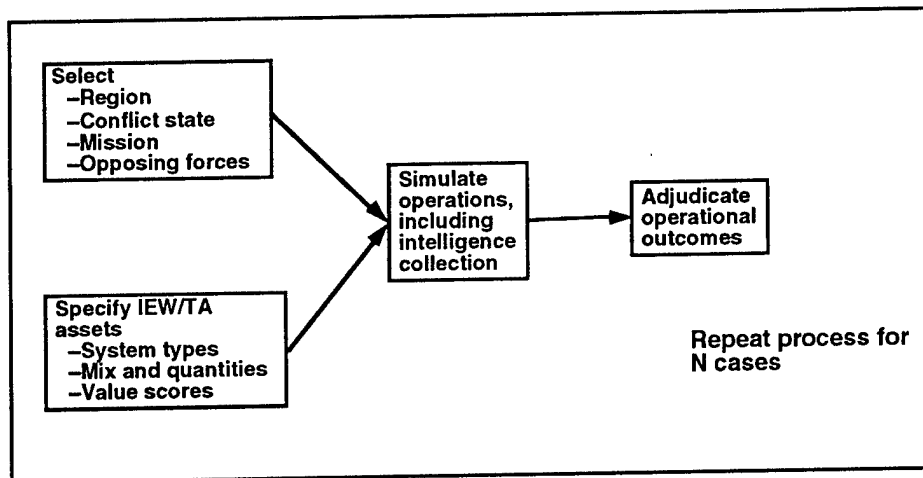 Select
–Region
–Conflict state
–Mission
–Opposing forces
Specify IEW/TA
assets
–System types
–Mix and quantities
–Value scores
Simulate
operations,
including
intelligence
collection
Adjudicate
operational
outcomes
Repeat process for
N cases